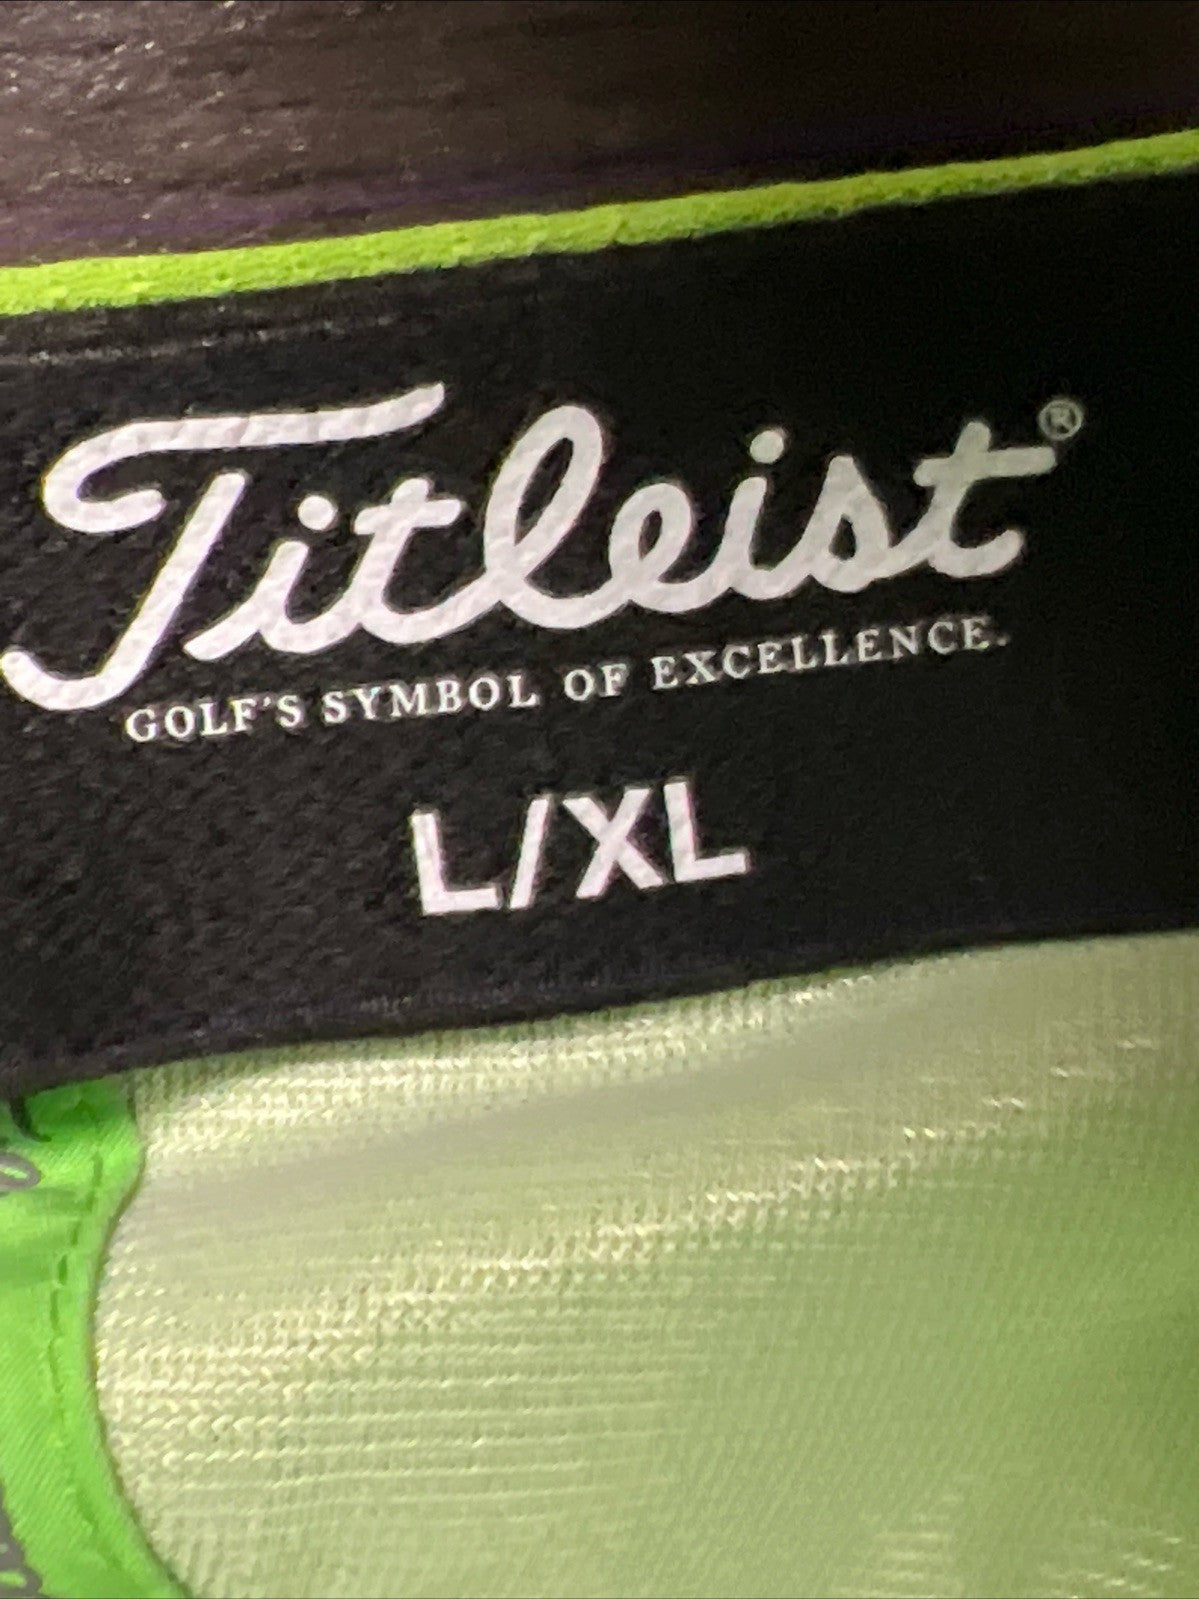 Titleist®
GOLF'S SYMBOL OF EXCELLENCE.
L/XL